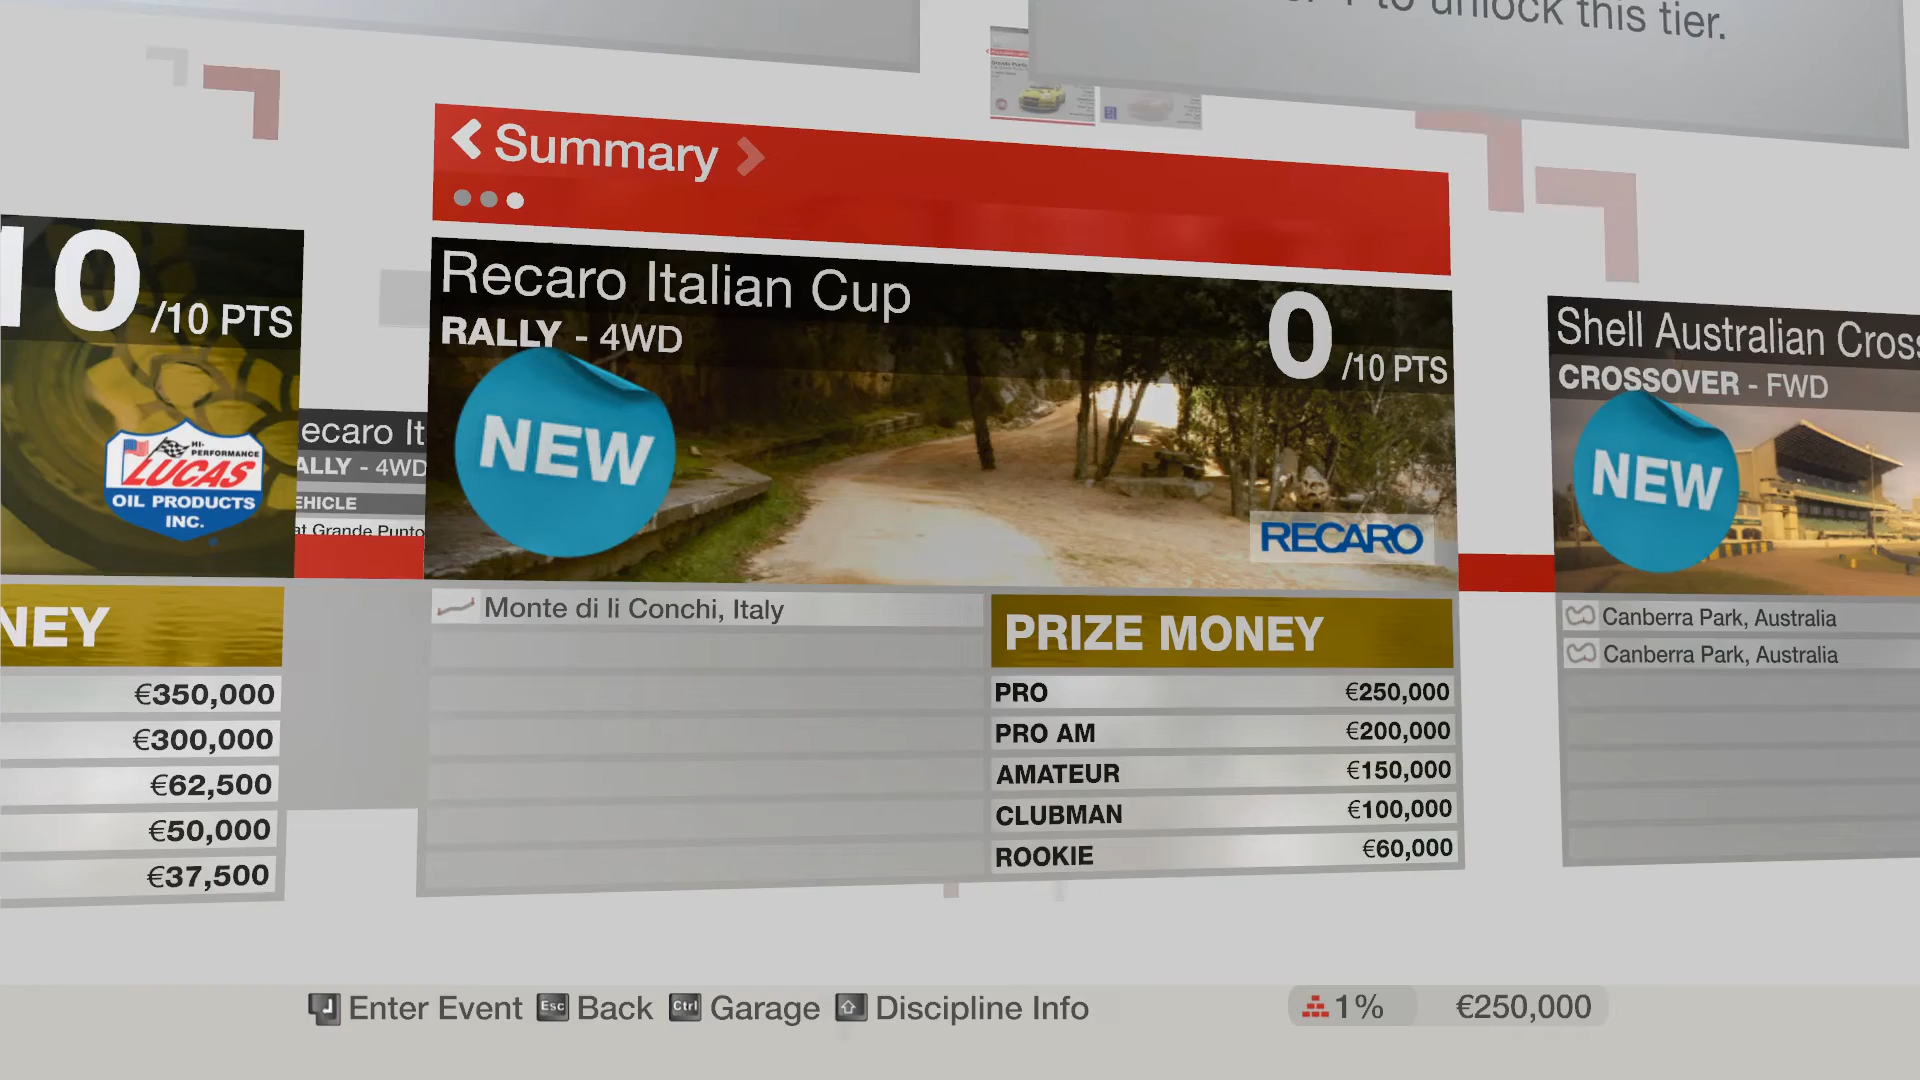 to unlock this tier.
Summary
10/10 PTS
HI-PERFORMANCE
LUCAS
OIL PRODUCTS
INC.
NEY
€350,000
€300,000
€62,500
€50,000
€37,500
ecaro It
ALLY - 4WD
EHICLE
at Grande Punto
Recaro Italian Cup
RALLY - 4WD
0/10 PTS
NEW
RECARO
Monte di li Conchi, Italy
PRIZE MONEY
PRO €250,000
PRO AM €200,000
AMATEUR €150,000
CLUBMAN €100,000
ROOKIE €60,000
Shell Australian Cross
CROSSOVER - FWD
NEW
Canberra Park, Australia
Canberra Park, Australia
Enter Event Esc Back Ctrl Garage Discipline Info
1% €250,000